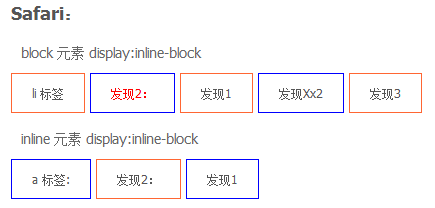 Safari：
block 元素 display:inline-block
li 标签 发现2： 发现1 发现Xx2 发现3
inline 元素 display:inline-block
a 标签: 发现2： 发现1